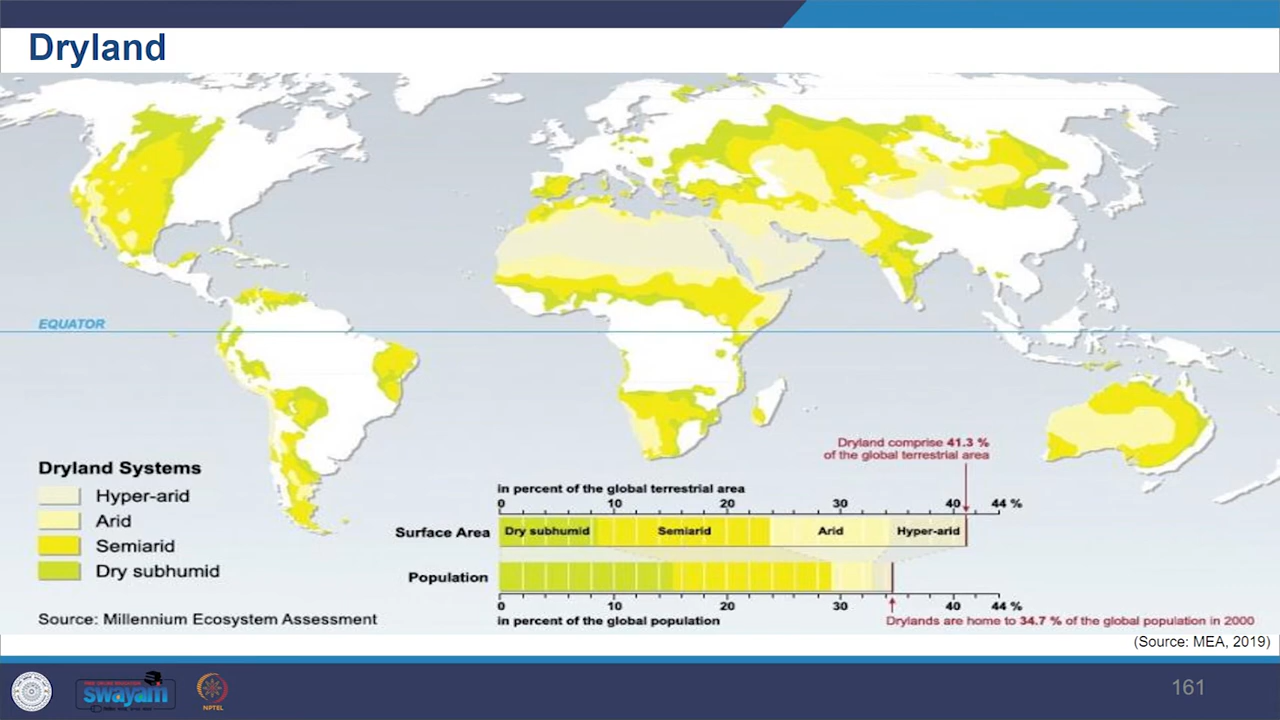 Dryland
EQUATOR
Dryland Systems
Hyper-arid
Arid
Semiarid
Dry subhumid
Source: Millennium Ecosystem Assessment
Dryland comprise 41.3 %
of the global terrestrial area
in percent of the global terrestrial area
0 10 20 30 40 44 %
Surface Area Dry subhumid Semiarid Arid Hyper-arid
Population
0 10 20 30 40 44 %
in percent of the global population
Drylands are home to 34.7 % of the global population in 2000
(Source: MEA, 2019)
swayam
NPTEL
161